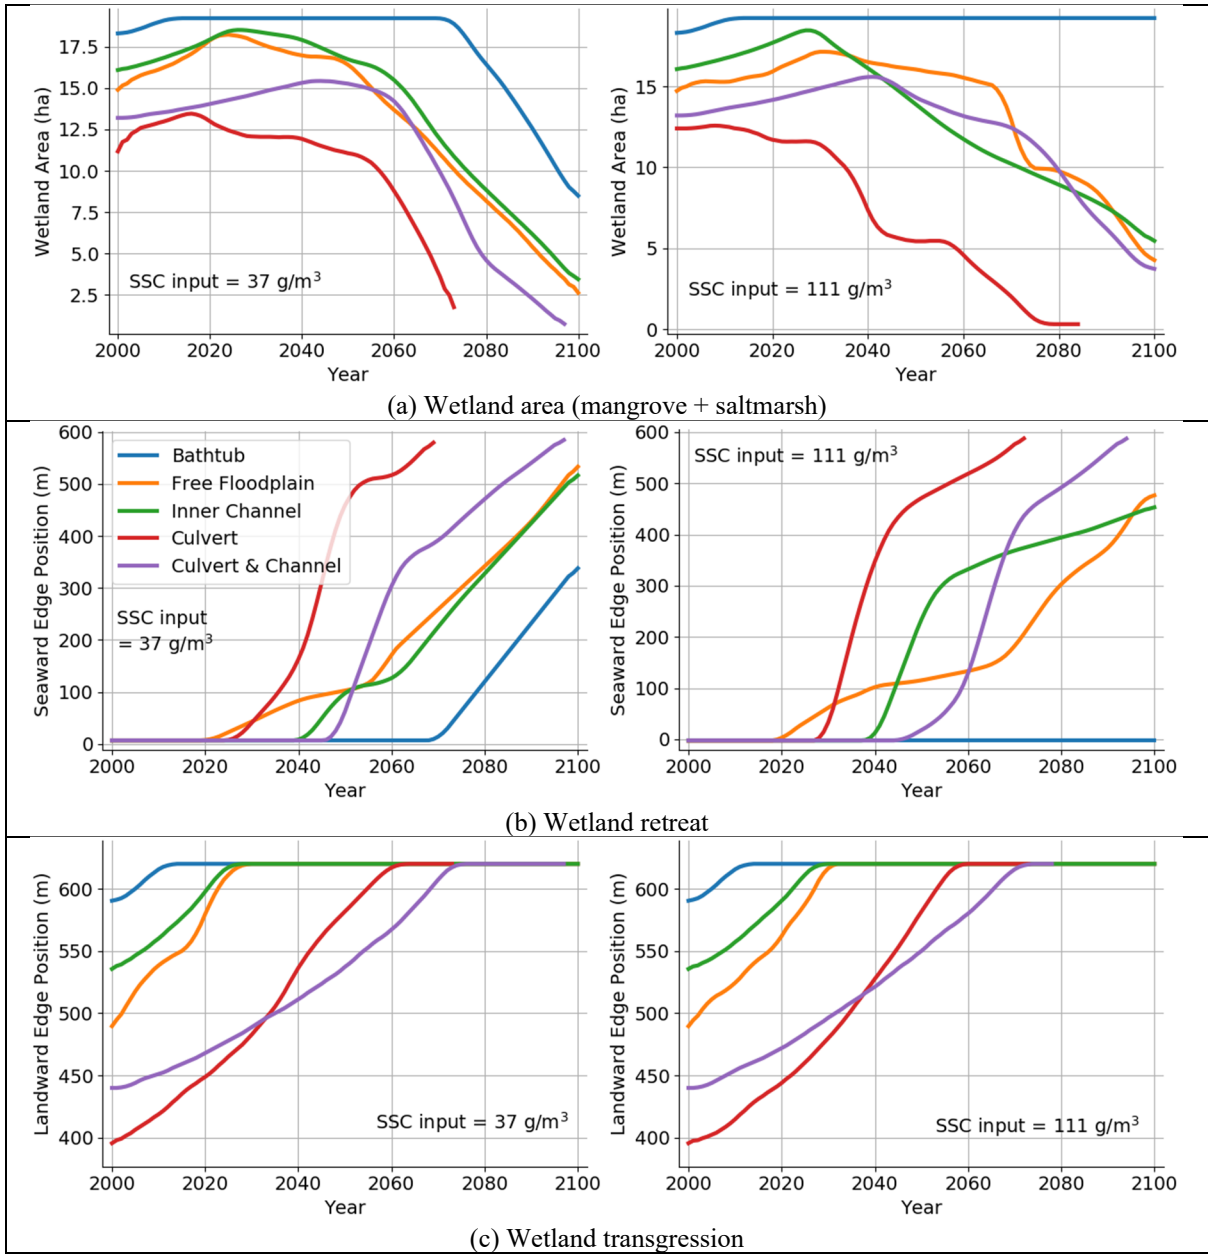 17.5
15.0
12.5
10.0
7.5
5.0
2.5
Wetland Area (ha)
SSC input = 37 g/m³
2000 2020 2040 2060 2080 2100
Year
15
10
5
0
Wetland Area (ha)
SSC input = 111 g/m³
2000 2020 2040 2060 2080 2100
Year
(a) Wetland area (mangrove + saltmarsh)
600
500
400
300
200
100
0
Seaward Edge Position (m)
Bathtub
Free Floodplain
Inner Channel
Culvert
Culvert & Channel
SSC input
= 37 g/m³
2000 2020 2040 2060 2080 2100
Year
600
500
400
300
200
100
0
Seaward Edge Position (m)
SSC input = 111 g/m³
2000 2020 2040 2060 2080 2100
Year
(b) Wetland retreat
600
550
500
450
400
Landward Edge Position (m)
SSC input = 37 g/m³
2000 2020 2040 2060 2080 2100
Year
600
550
500
450
400
Landward Edge Position (m)
SSC input = 111 g/m³
2000 2020 2040 2060 2080 2100
Year
(c) Wetland transgression